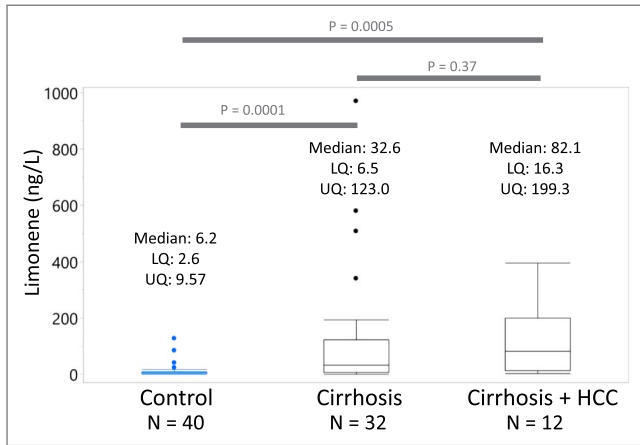 P = 0.0005
P = 0.37
P = 0.0001
Limonene (ng/L)
1000
800
600
400
200
0
Median: 6.2
LQ: 2.6
UQ: 9.57
Median: 32.6
LQ: 6.5
UQ: 123.0
Median: 82.1
LQ: 16.3
UQ: 199.3
Control
N = 40
Cirrhosis
N = 32
Cirrhosis + HCC
N = 12